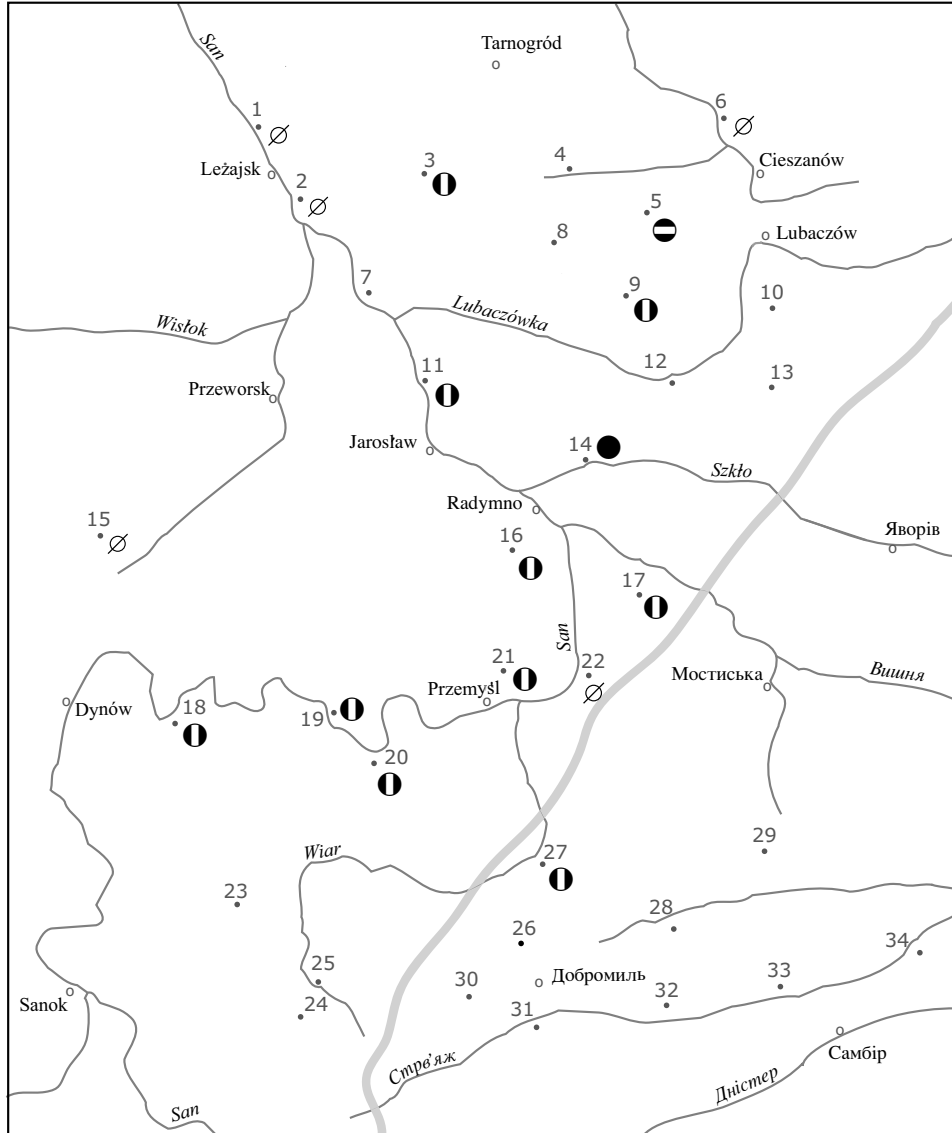 San
Tarnogród
6
1
Leżajsk
3
4
Cieszanów
2
5
8
Lubaczów
7
9
10
Wisłok
Lubaczówka
11
12
13
Przeworsk
Jarosław
14
Szkło
Radymno
15
16
Яворів
17
San
21
22
Przemyśl
Мостиська
Вишня
Dynów
18
19
20
Wiar
27
29
23
28
26
34
25
Добромиль
33
Sanok
30
24
32
31
Самбір
Стрв’яж
Дністер
San